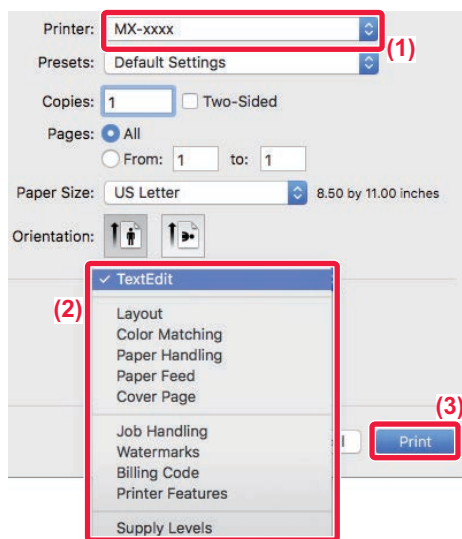 Printer: MX-xxxx
(1)
Presets: Default Settings
Copies: 1 Two-Sided
Pages: All
From: 1 to: 1
Paper Size: US Letter 8.50 by 11.00 inches
Orientation:
✓ TextEdit
(2)
Layout
Color Matching
Paper Handling
Paper Feed
Cover Page
(3)
Job Handling
l Print
Watermarks
Billing Code
Printer Features
Supply Levels